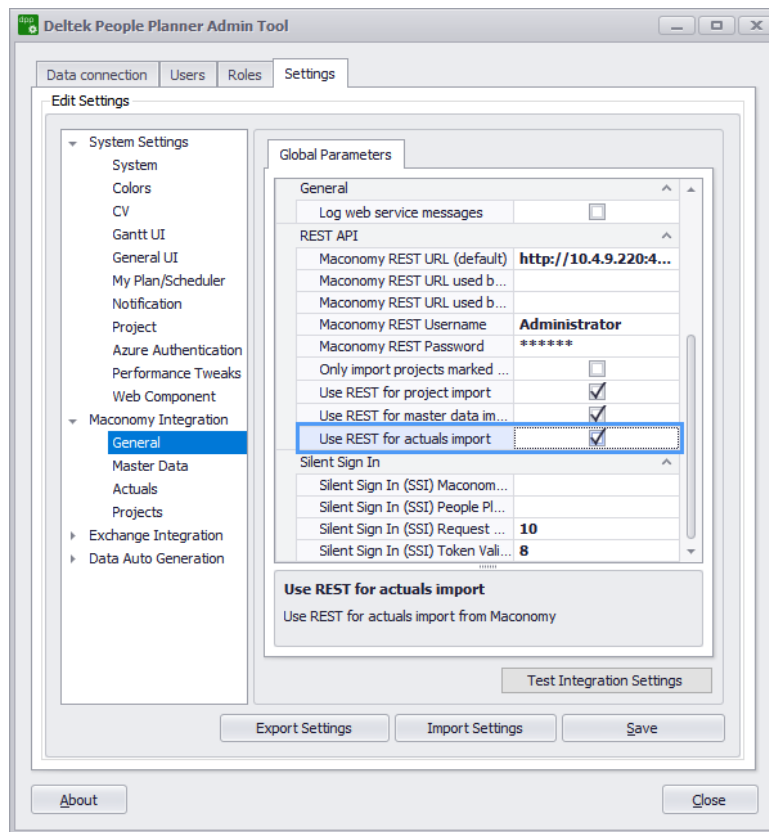 dpp
Deltek People Planner Admin Tool
Data connection Users Roles Settings
Edit Settings
System Settings
System
Colors
CV
Gantt UI
General UI
My Plan/Scheduler
Notification
Project
Azure Authentication
Performance Tweaks
Web Component
Maconomy Integration
General
Master Data
Actuals
Projects
Exchange Integration
Data Auto Generation
Global Parameters
General
Log web service messages
REST API
Maconomy REST URL (default) http://10.4.9.220:4...
Maconomy REST URL used b...
Maconomy REST URL used b...
Maconomy REST Username Administrator
Maconomy REST Password ******
Only import projects marked ...
Use REST for project import
Use REST for master data im...
Use REST for actuals import
Silent Sign In
Silent Sign In (SSI) Maconom...
Silent Sign In (SSI) People Pl...
Silent Sign In (SSI) Request ... 10
Silent Sign In (SSI) Token Vali... 8
Use REST for actuals import
Use REST for actuals import from Maconomy
Test Integration Settings
Export Settings Import Settings Save
About Close